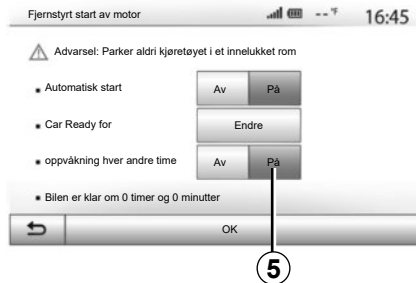 Fjernstyrt start av motor
--°F
16:45
Advarsel: Parker aldri kjøretøyet i et innelukket rom
Automatisk start
Av
På
Car Ready for
Endre
oppvåkning hver andre time
Av
På
Bilen er klar om 0 timer og 0 minutter
OK
5